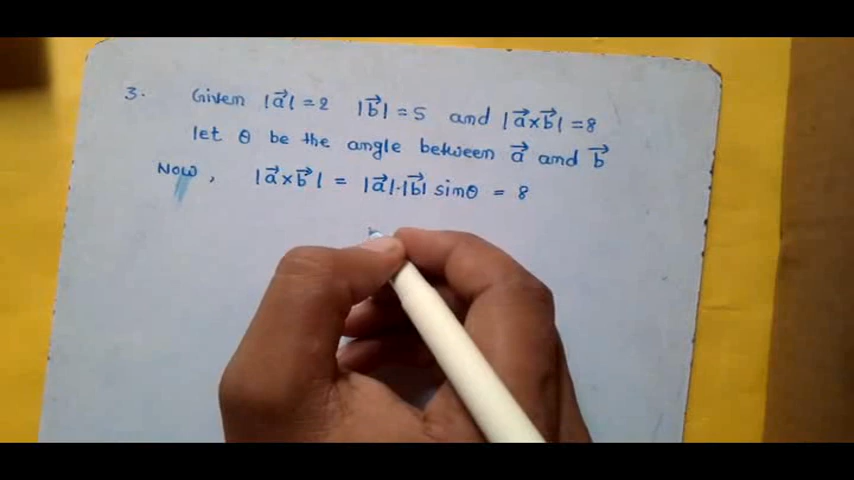 3. Given |a⃗| = 2 |b⃗| = 5 and |a⃗×b⃗| = 8
let θ be the angle between a⃗ and b⃗
Now, |a⃗×b⃗| = |a⃗|·|b⃗| sinθ = 8